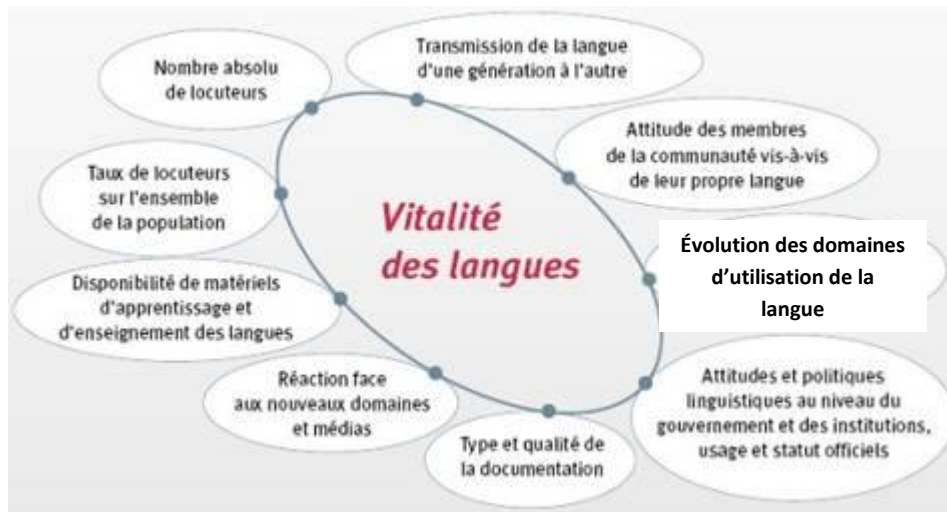 Nombre absolu
de locuteurs
Transmission de la langue
d'une génération à l'autre
Attitude des membres
de la communauté vis-à-vis
de leur propre langue
Taux de locuteurs
sur l'ensemble
de la population
Vitalité
des langues
Évolution des domaines
d'utilisation de la
langue
Disponibilité de matériels
d'apprentissage et
d'enseignement des langues
Réaction face
aux nouveaux domaines
et médias
Type et qualité de
la documentation
Attitudes et politiques
linguistiques au niveau du
gouvernement et des institutions,
usage et statut officiels